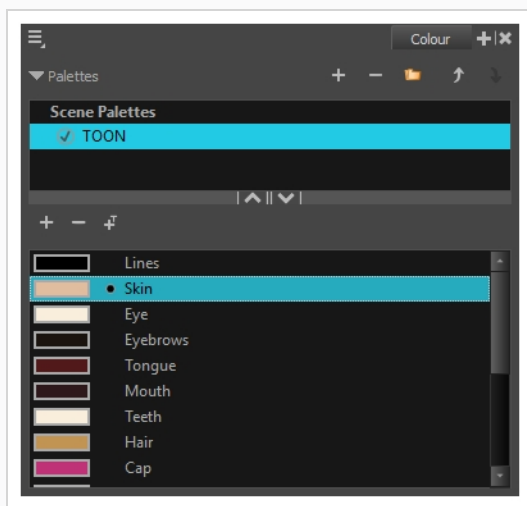 Colour
Palettes
Scene Palettes
TOON
Lines
Skin
Eye
Eyebrows
Tongue
Mouth
Teeth
Hair
Cap